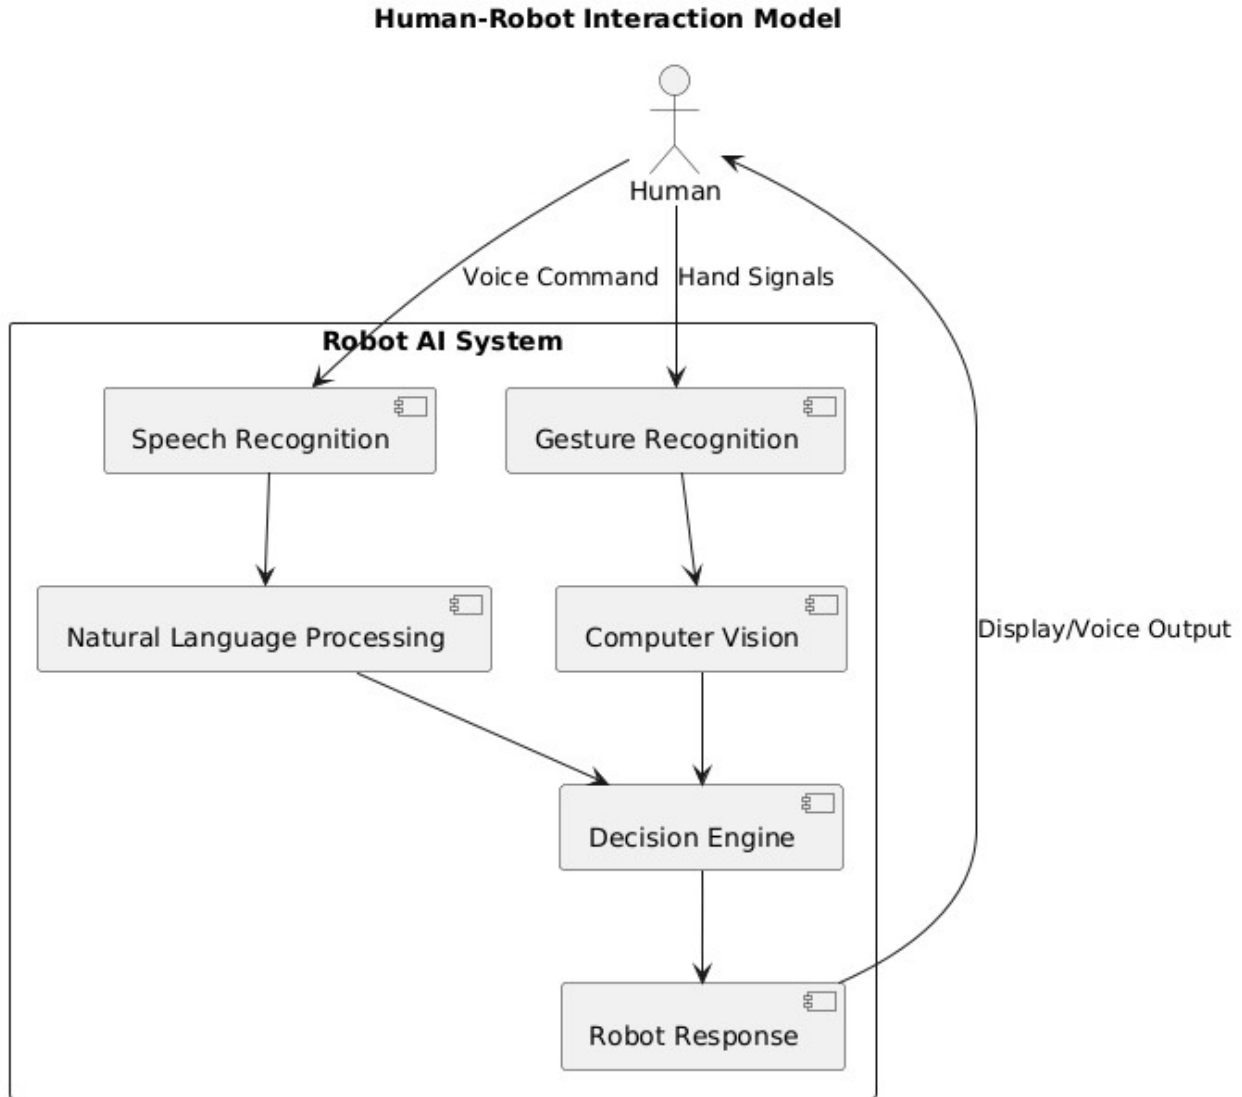 Human-Robot Interaction Model
Human
Voice Command
Hand Signals
Robot AI System
Speech Recognition
Gesture Recognition
Natural Language Processing
Computer Vision
Display/Voice Output
Decision Engine
Robot Response